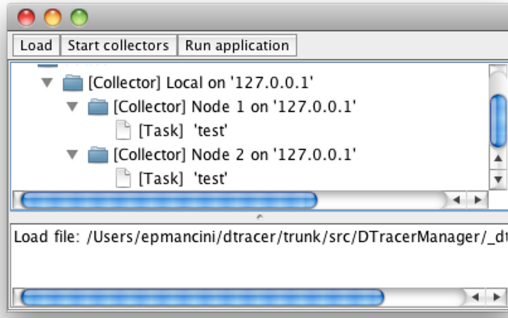 Load Start collectors Run application
[Collector] Local on '127.0.0.1'
[Collector] Node 1 on '127.0.0.1'
[Task] 'test'
[Collector] Node 2 on '127.0.0.1'
[Task] 'test'
Load file: /Users/epmancini/dtracer/trunk/src/DTracerManager/_dt